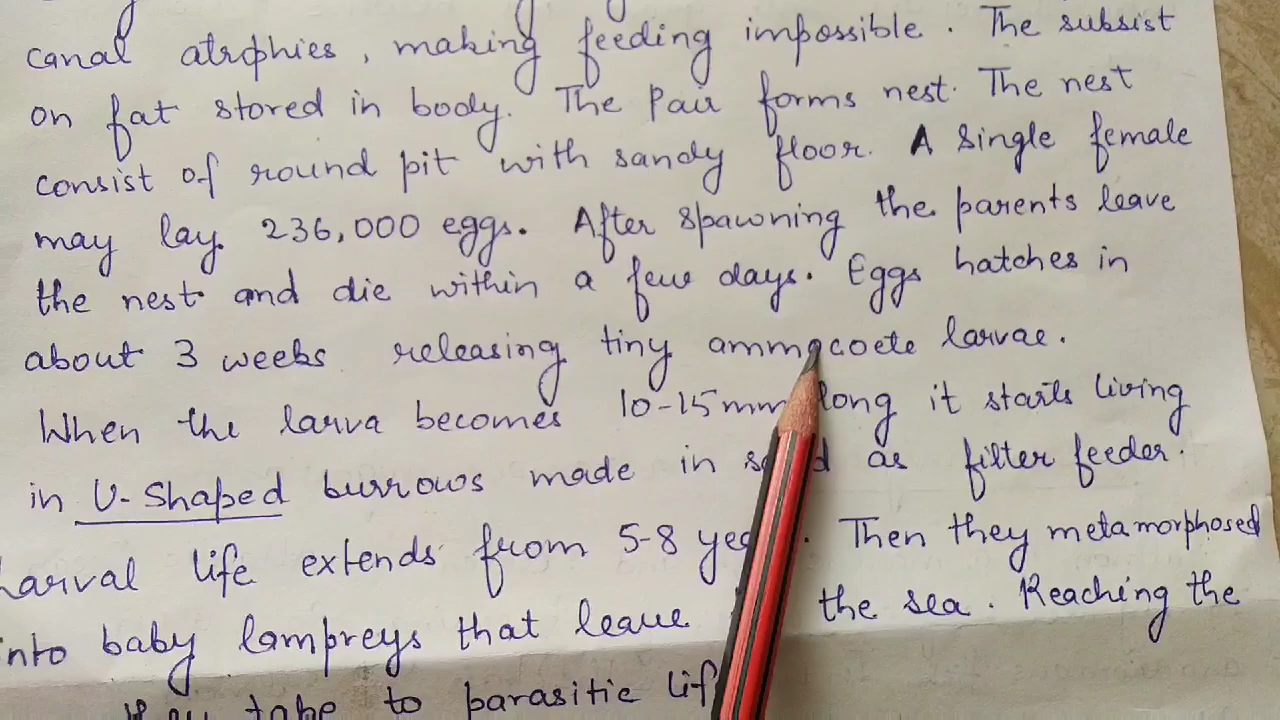 canal atrophies, making feeding impossible. The subsist
on fat stored in body. The Pair forms nest. The nest
consist of round pit with sandy floor. A single female
may lay 236,000 eggs. After spawning the parents leave
the nest and die within a few days. Eggs hatches in
about 3 weeks releasing tiny ammocoete larvae.
When the larva becomes 10-15mm long it starts living
in U-Shaped burrows made in as filter feeder.
Larval life extends from 5-8 Then they metamorphosed
into baby lampreys that leave the sea. Reaching the
they take to parasitic